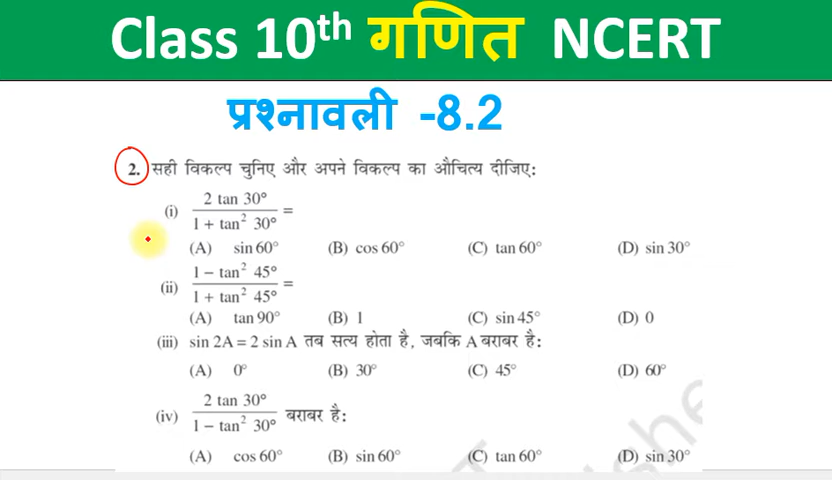 Class 10th गणित NCERT
प्रश्नावली -8.2
2. सही विकल्प चुनिए और अपने विकल्प का औचित्य दीजिए:
(i) 2 tan 30° / 1 + tan² 30° =
(A) sin 60° (B) cos 60° (C) tan 60° (D) sin 30°
(ii) 1 − tan² 45° / 1 + tan² 45° =
(A) tan 90° (B) 1 (C) sin 45° (D) 0
(iii) sin 2A = 2 sin A तब सत्य होता है, जबकि A बराबर है:
(A) 0° (B) 30° (C) 45° (D) 60°
(iv) 2 tan 30° / 1 − tan² 30° बराबर है:
(A) cos 60° (B) sin 60° (C) tan 60° (D) sin 30°